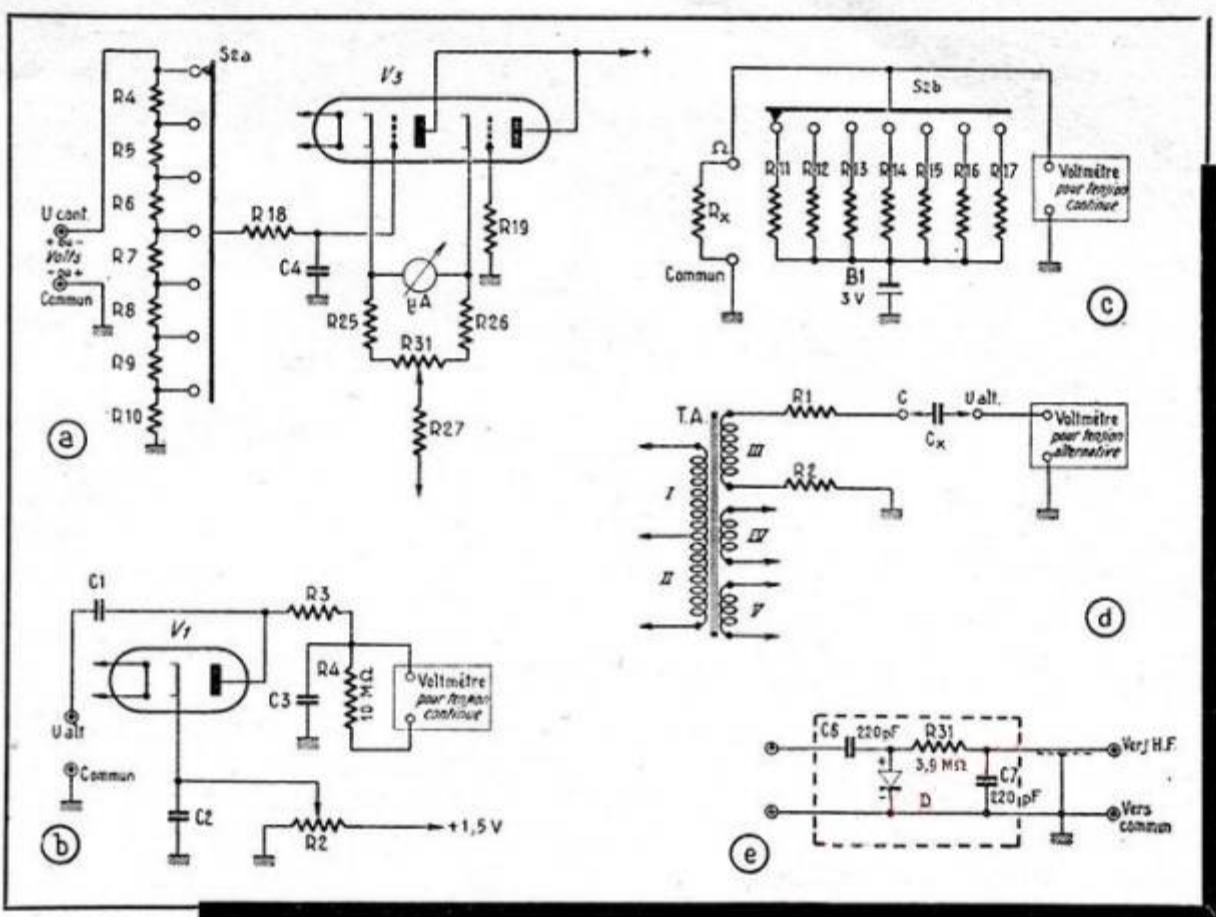 S2a
V3
+
R4
R5
R6
R7
R8
R9
R10
U cont.
+ ou -
Volts
- ou +
Commun
R18
C4
R19
µA
R25
R26
R31
R27
a
S2b
Ω
R11
R12
R13
R14
R15
R16
R17
Rx
Commun
B1
3 V
Voltmètre
pour tension
continue
c
T.A.
I
II
III
IV
V
R1
R2
C
Cx
U alt.
Voltmètre
pour tension
alternative
d
C1
V1
R3
C3
R4
10 MΩ
Voltmètre
pour tension
continue
U alt
Commun
C2
R2
+1,5 V
b
C6
220pF
R31
3,9 MΩ
+
-
D
C7
220pF
Vers H.F.
Vers
commun
e